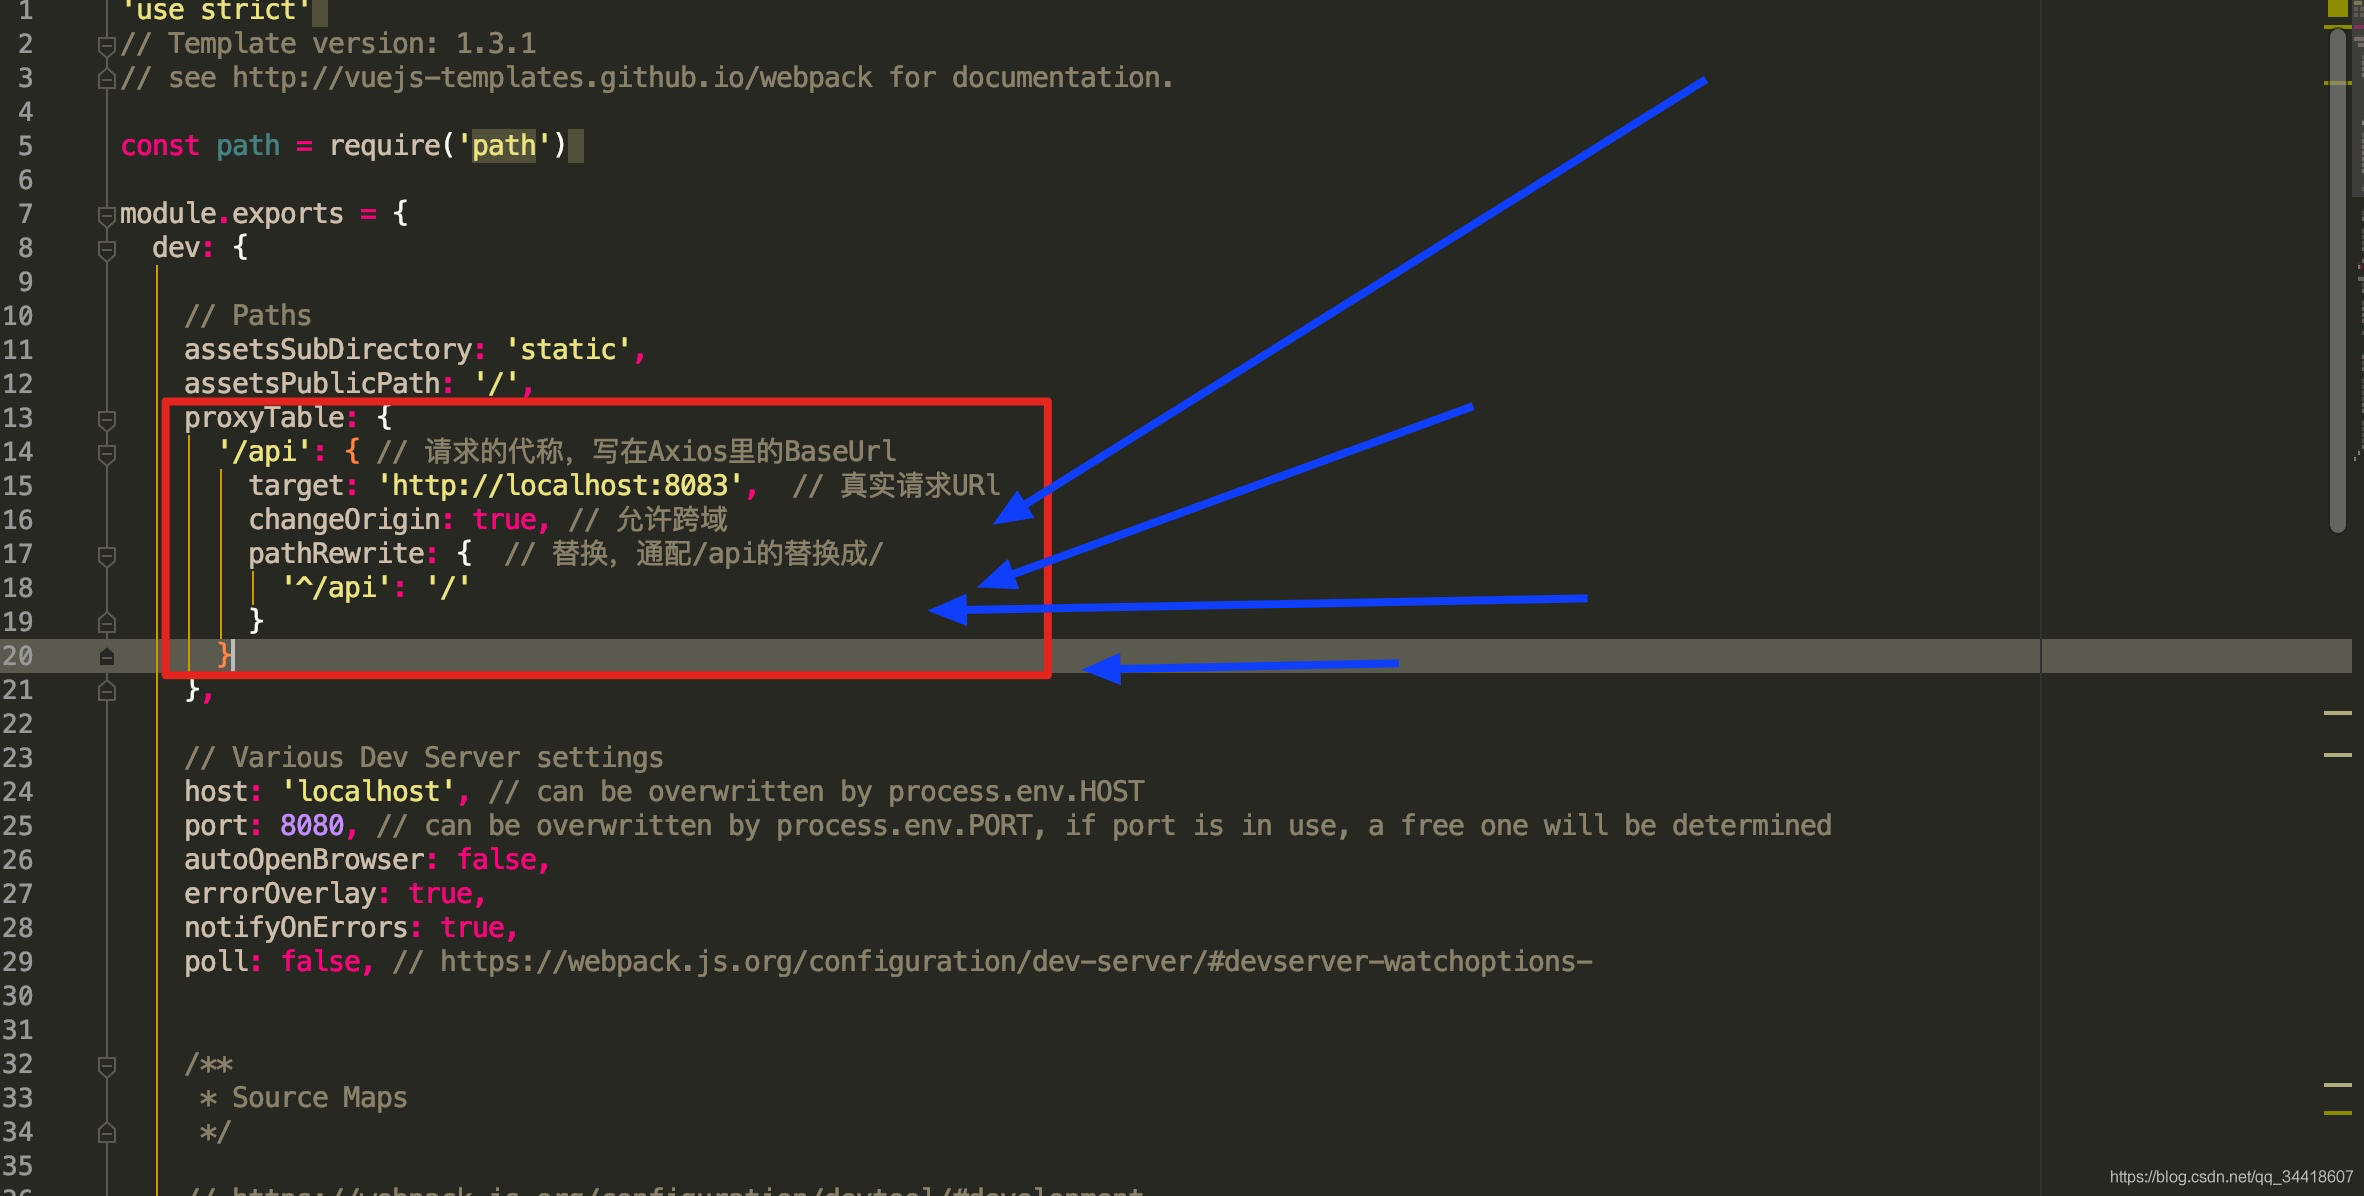 1 'use strict'
2 // Template version: 1.3.1
3 // see http://vuejs-templates.github.io/webpack for documentation.
4
5 const path = require('path')
6
7 module.exports = {
8 dev: {
9
10 // Paths
11 assetsSubDirectory: 'static',
12 assetsPublicPath: '/',
13 proxyTable: {
14 '/api': { // 请求的代称，写在Axios里的BaseUrl
15 target: 'http://localhost:8083', // 真实请求URl
16 changeOrigin: true, // 允许跨域
17 pathRewrite: { // 替换，通配/api的替换成/
18 '^/api': '/'
19 }
20 }
21 },
22
23 // Various Dev Server settings
24 host: 'localhost', // can be overwritten by process.env.HOST
25 port: 8080, // can be overwritten by process.env.PORT, if port is in use, a free one will be determined
26 autoOpenBrowser: false,
27 errorOverlay: true,
28 notifyOnErrors: true,
29 poll: false, // https://webpack.js.org/configuration/dev-server/#devserver-watchoptions-
30
31
32 /**
33 * Source Maps
34 */
35
// https://webpack.js.org/configuration/devtool/#development
https://blog.csdn.net/qq_34418607